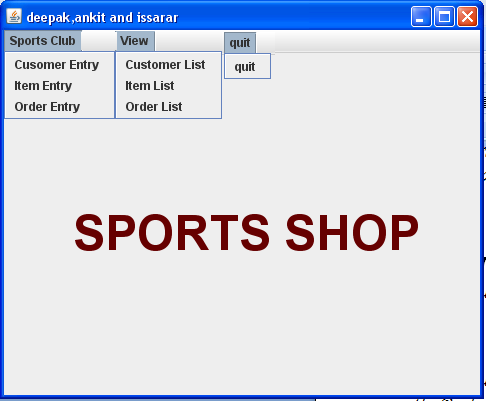 deepak,ankit and issarar
Sports Club View quit
Cusomer Entry Customer List quit
Item Entry Item List
Order Entry Order List
SPORTS SHOP